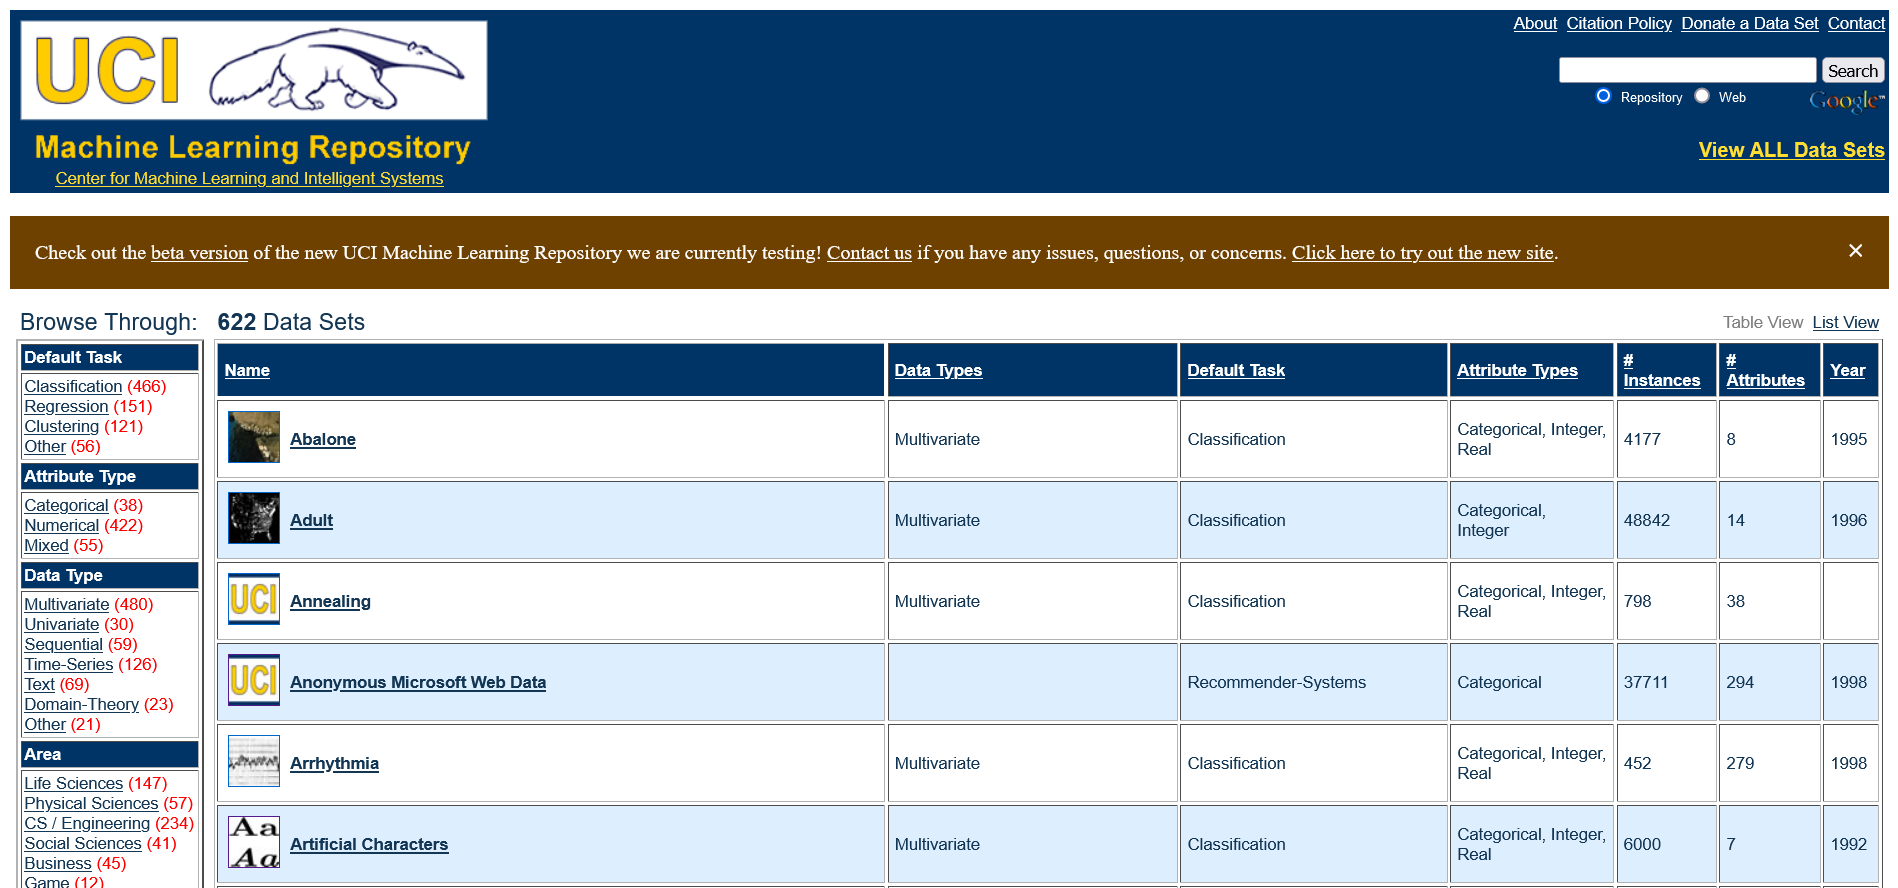 About Citation Policy Donate a Data Set Contact
UCI
Search
Repository Web Google™
Machine Learning Repository
View ALL Data Sets
Center for Machine Learning and Intelligent Systems
Check out the beta version of the new UCI Machine Learning Repository we are currently testing! Contact us if you have any issues, questions, or concerns. Click here to try out the new site. ×
Browse Through:
Default Task
Classification (466)
Regression (151)
Clustering (121)
Other (56)
Attribute Type
Categorical (38)
Numerical (422)
Mixed (55)
Data Type
Multivariate (480)
Univariate (30)
Sequential (59)
Time-Series (126)
Text (69)
Domain-Theory (23)
Other (21)
Area
Life Sciences (147)
Physical Sciences (57)
CS / Engineering (234)
Social Sciences (41)
Business (45)
Game (12)
622 Data Sets
Table View List View
Name Data Types Default Task Attribute Types # Instances # Attributes Year
Abalone Multivariate Classification Categorical, Integer, Real 4177 8 1995
Adult Multivariate Classification Categorical, Integer 48842 14 1996
UCI Annealing Multivariate Classification Categorical, Integer, Real 798 38
UCI Anonymous Microsoft Web Data Recommender-Systems Categorical 37711 294 1998
Arrhythmia Multivariate Classification Categorical, Integer, Real 452 279 1998
Aa
Aa
Artificial Characters Multivariate Classification Categorical, Integer, Real 6000 7 1992